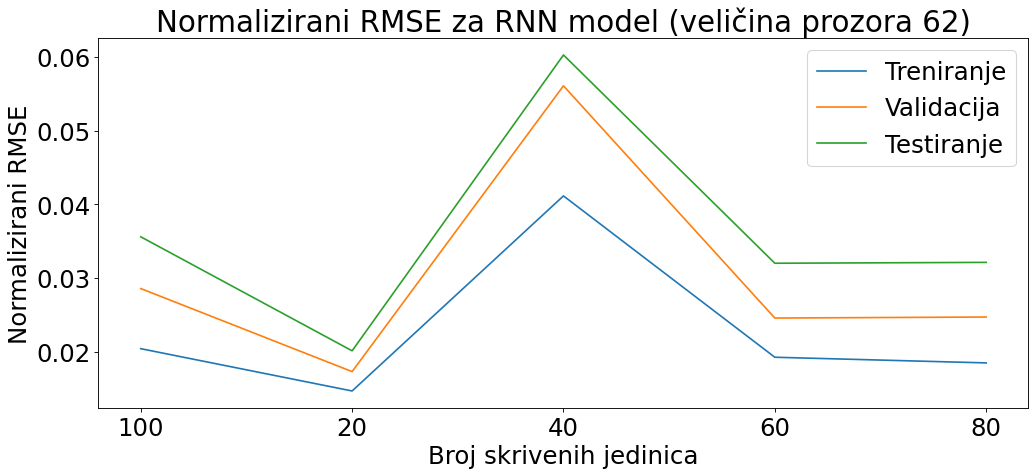 Normalizirani RMSE za RNN model (veličina prozora 62)
Treniranje
Validacija
Testiranje
Normalizirani RMSE
0.06
0.05
0.04
0.03
0.02
100 20 40 60 80
Broj skrivenih jedinica